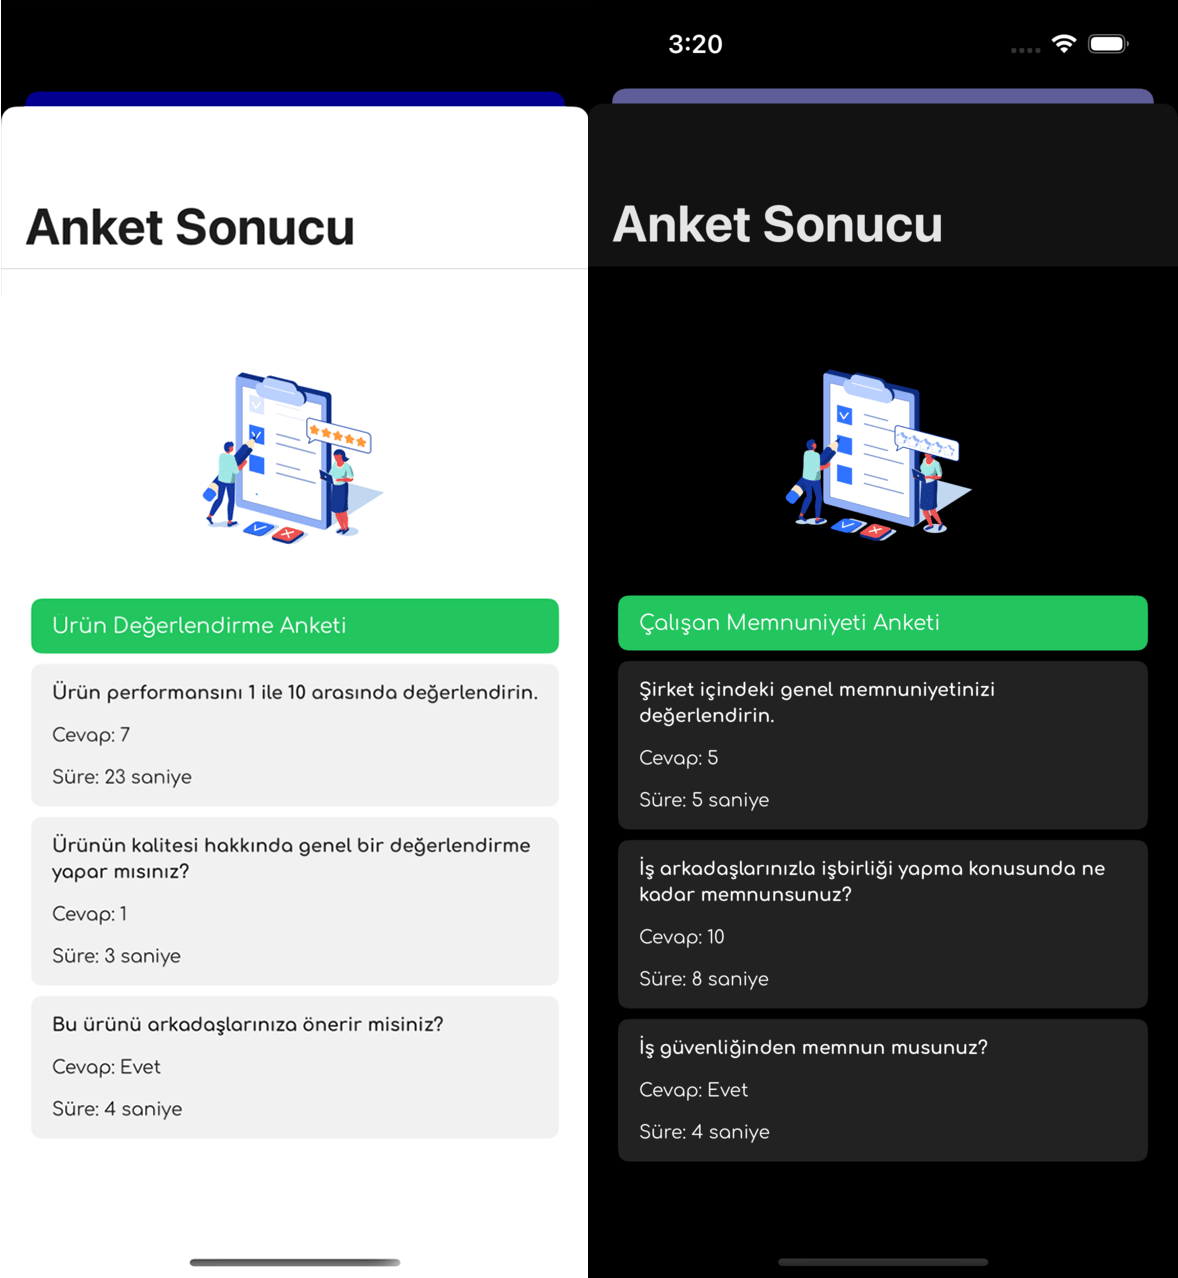 Anket Sonucu
Ürün Değerlendirme Anketi
Ürün performansını 1 ile 10 arasında değerlendirin.
Cevap: 7
Süre: 23 saniye
Ürünün kalitesi hakkında genel bir değerlendirme
yapar mısınız?
Cevap: 1
Süre: 3 saniye
Bu ürünü arkadaşlarınıza önerir misiniz?
Cevap: Evet
Süre: 4 saniye
3:20
Anket Sonucu
Çalışan Memnuniyeti Anketi
Şirket içindeki genel memnuniyetinizi
değerlendirin.
Cevap: 5
Süre: 5 saniye
İş arkadaşlarınızla işbirliği yapma konusunda ne
kadar memnunsunuz?
Cevap: 10
Süre: 8 saniye
İş güvenliğinden memnun musunuz?
Cevap: Evet
Süre: 4 saniye